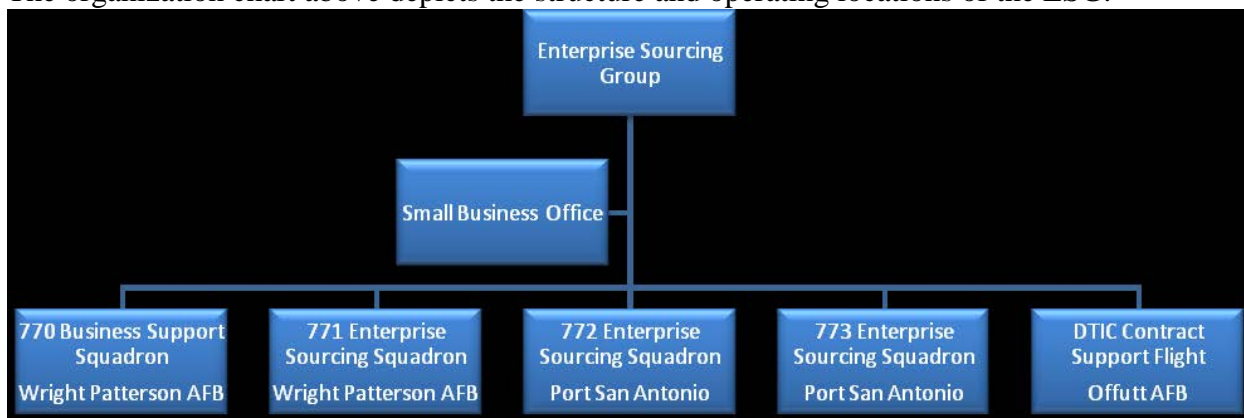 The organization chart above depicts the structure and operating locations of the ESG.
Enterprise Sourcing
Group
Small Business Office
770 Business Support
Squadron
Wright Patterson AFB
771 Enterprise
Sourcing Squadron
Wright Patterson AFB
772 Enterprise
Sourcing Squadron
Port San Antonio
773 Enterprise
Sourcing Squadron
Port San Antonio
DTIC Contract
Support Flight
Offutt AFB